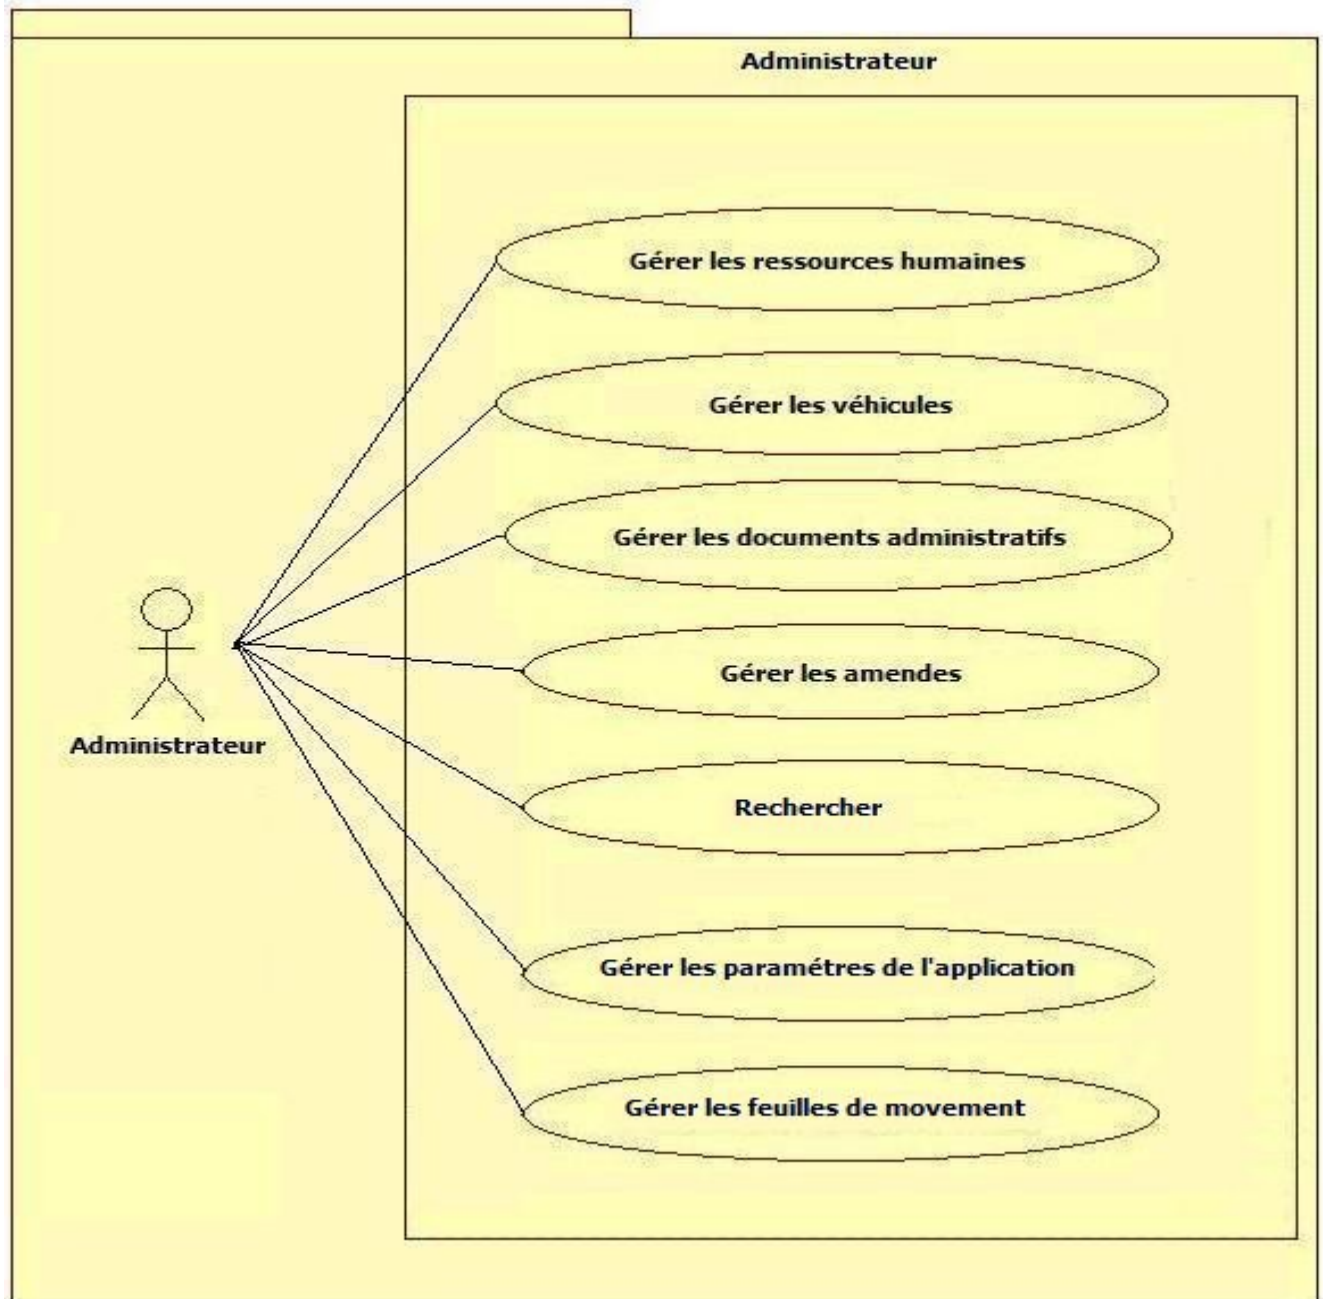 Administrateur
Gérer les ressources humaines
Gérer les véhicules
Gérer les documents administratifs
Gérer les amendes
Administrateur
Rechercher
Gérer les paramétres de l'application
Gérer les feuilles de movement